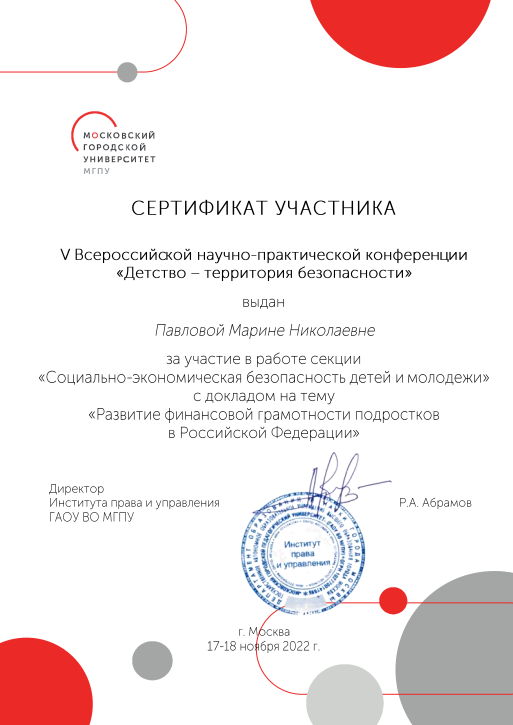 МОСКОВСКИЙ
ГОРОДСКОЙ
УНИВЕРСИТЕТ
МГПУ
СЕРТИФИКАТ УЧАСТНИКА
V Всероссийской научно-практической конференции
«Детство – территория безопасности»
выдан
Павловой Марине Николаевне
за участие в работе секции
«Социально-экономическая безопасность детей и молодежи»
с докладом на тему
«Развитие финансовой грамотности подростков
в Российской Федерации»
Директор
Института права и управления
ГАОУ ВО МГПУ
Р.А. Абрамов
Институт
права
и управления
г. Москва
17-18 ноября 2022 г.